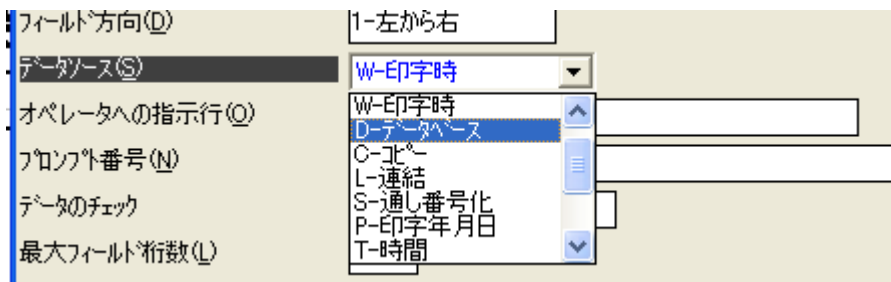 ﾌｨｰﾙﾄﾞ方向(D) 1-左から右
ﾃﾞｰﾀｿｰｽ(S) W-印字時
オペレータへの指示行(O) W-印字時
D-ﾃﾞｰﾀﾍﾞｰｽ
ﾌﾟﾛﾝﾌﾟﾄ番号(N) C-ｺﾋﾟｰ
L-連結
ﾃﾞｰﾀのﾁｪｯｸ S-通し番号化
P-印字年月日
最大ﾌｨｰﾙﾄﾞ桁数(L) T-時間